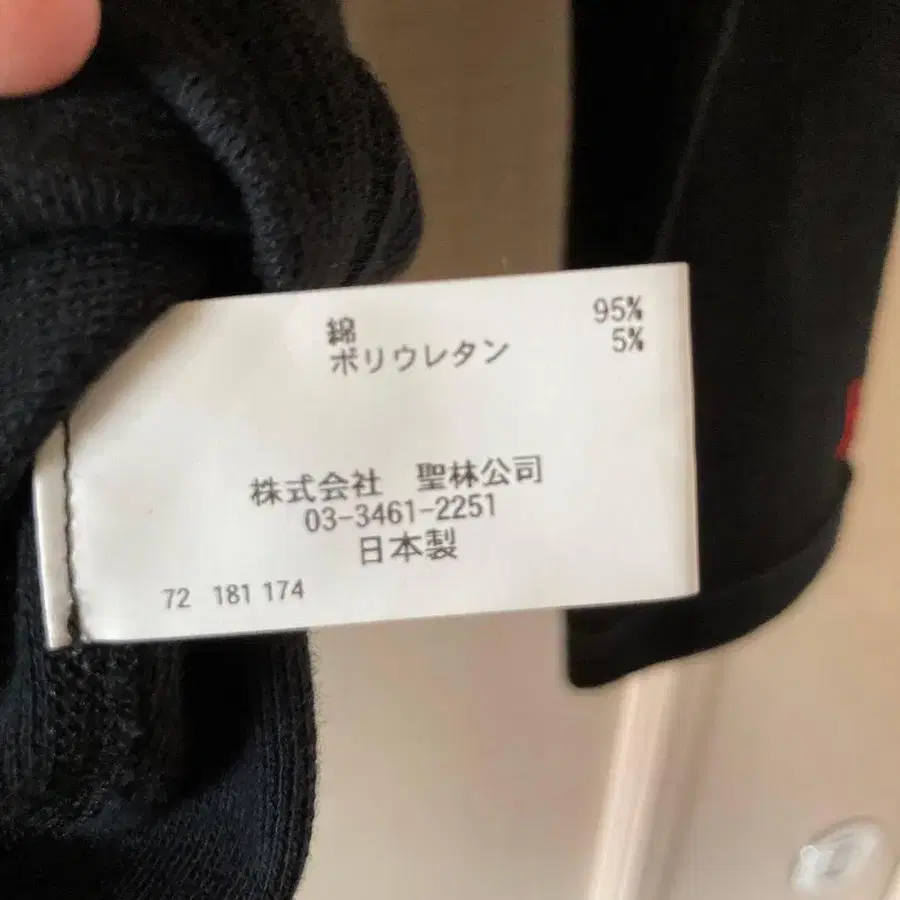 綿 95%
ポリウレタン 5%
株式会社 聖林公司
03-3461-2251
日本製
72 181 174